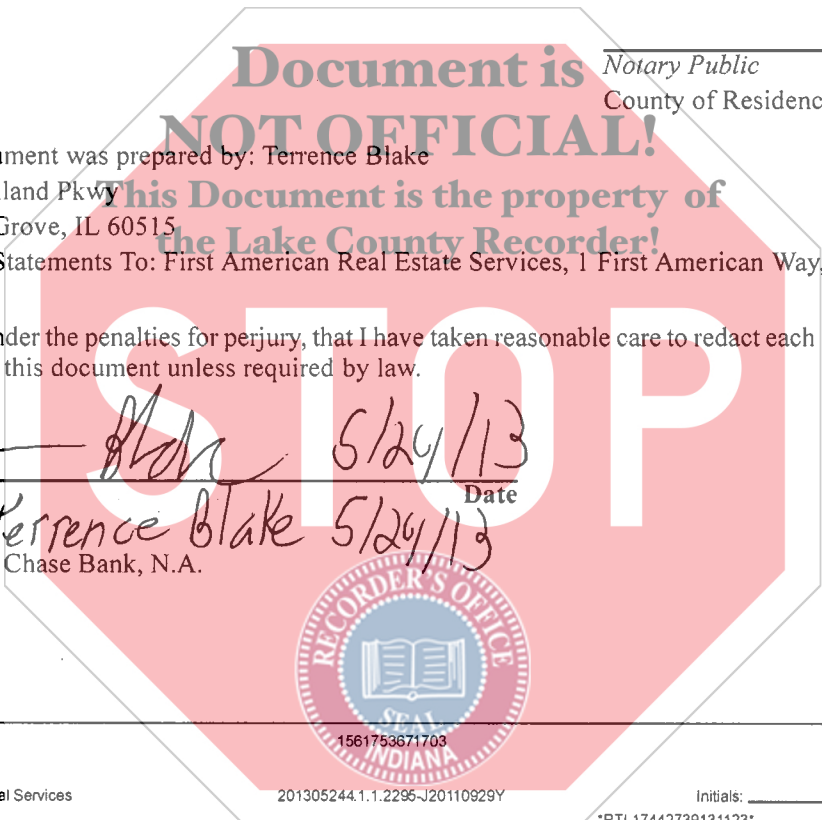 Document is
Notary Public
County of Residenc
NOT OFFICIAL!
ument was prepared by: Terrence Blake
land Pkwy
This Document is the property of
Grove, IL 60515
the Lake County Recorder!
Statements To: First American Real Estate Services, 1 First American Way,
nder the penalties for perjury, that I have taken reasonable care to redact each
this document unless required by law.
STOP
5/24/13
Date
Terrence Blake 5/24/13
Chase Bank, N.A.
RECORDER'S OFFICE
SEAL
INDIANA
1561753671703
al Services
201305244.1.1.2295-J20110929Y
Initials:
*RTL17442739131123*